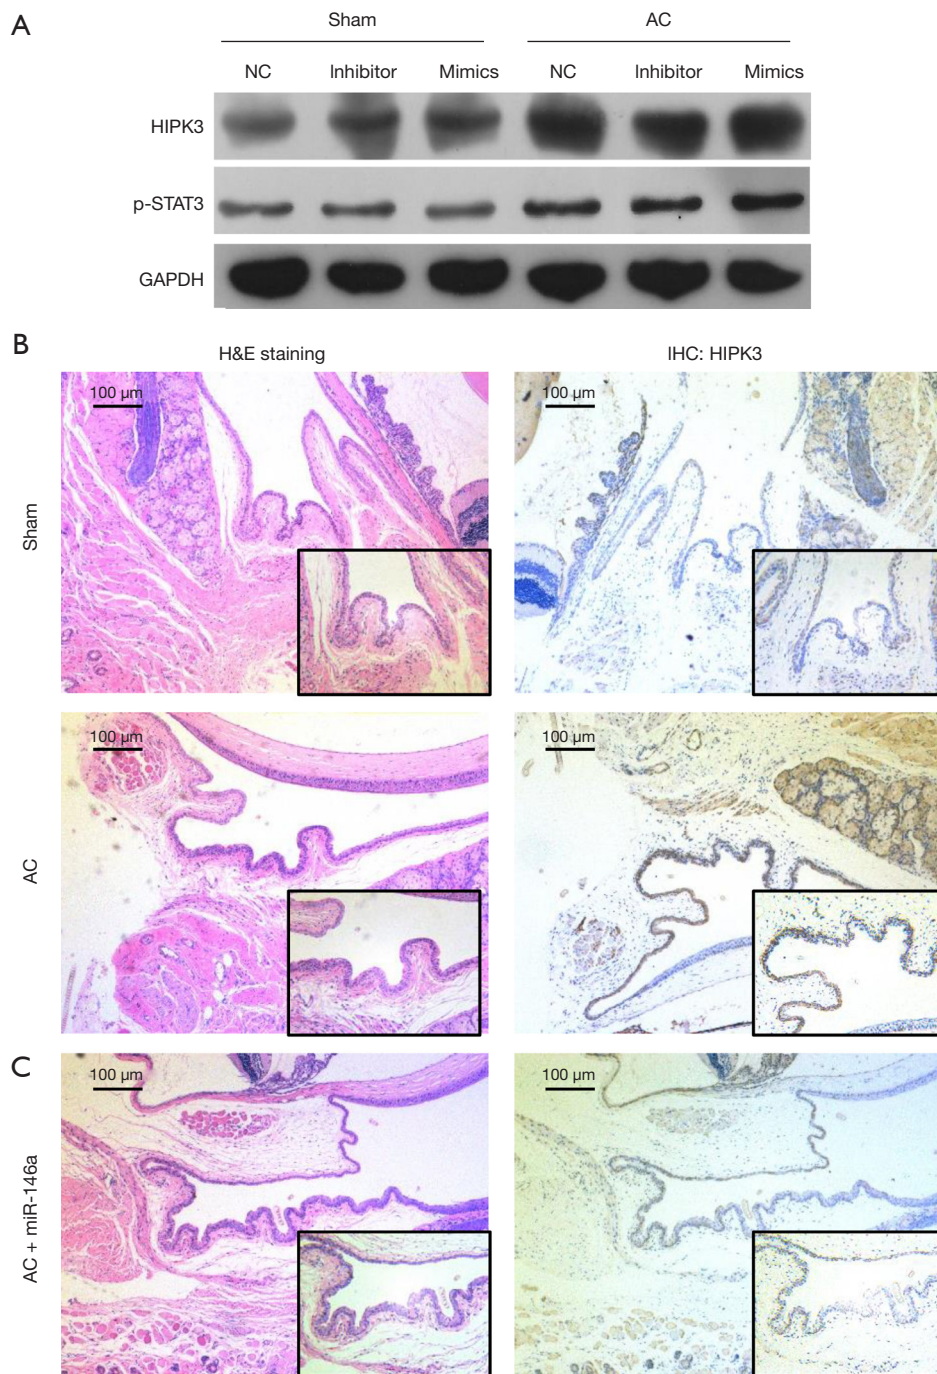 A
Sham
AC
NC
Inhibitor
Mimics
NC
Inhibitor
Mimics
HIPK3
p-STAT3
GAPDH
B
H&E staining
IHC: HIPK3
100 µm
100 µm
Sham
100 µm
100 µm
AC
C
100 µm
100 µm
AC + miR-146a